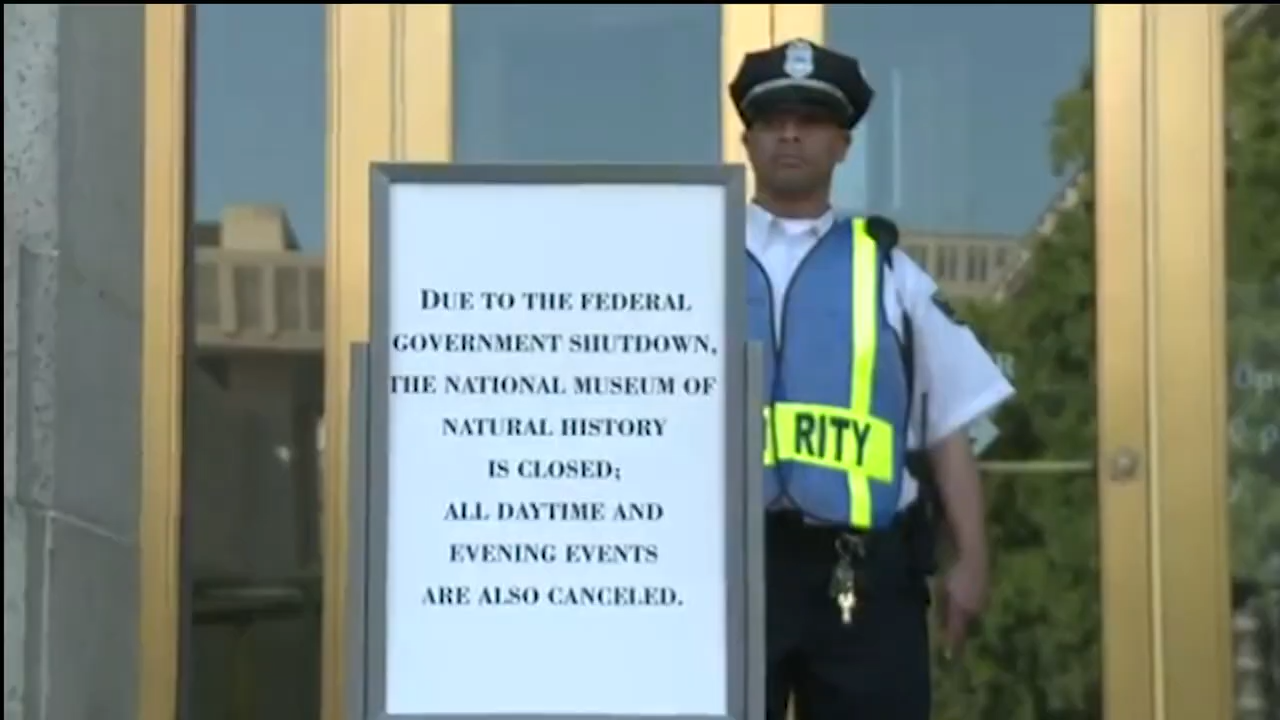 DUE TO THE FEDERAL
GOVERNMENT SHUTDOWN,
THE NATIONAL MUSEUM OF
NATURAL HISTORY
IS CLOSED;
ALL DAYTIME AND
EVENING EVENTS
ARE ALSO CANCELED.
RITY